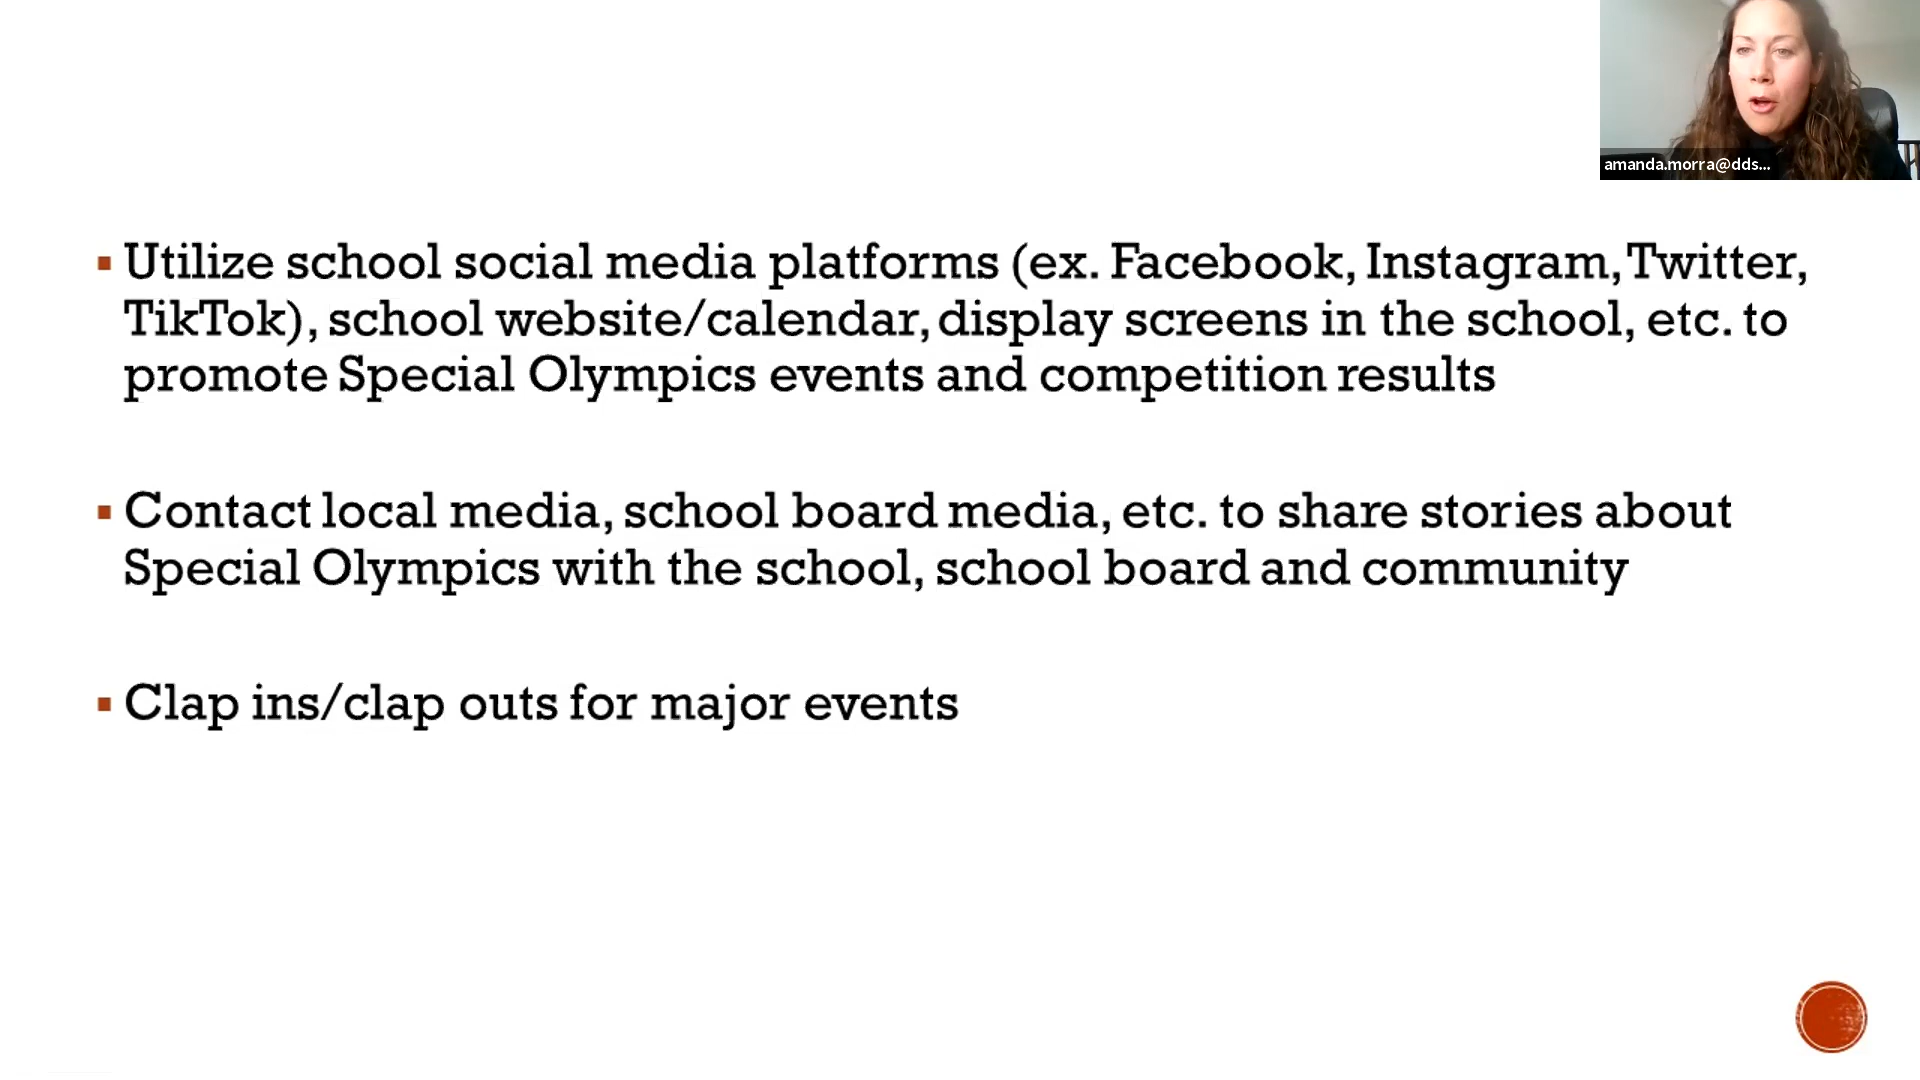 amanda.morra@dds...
▪ Utilize school social media platforms (ex. Facebook, Instagram, Twitter,
TikTok), school website/calendar, display screens in the school, etc. to
promote Special Olympics events and competition results
▪ Contact local media, school board media, etc. to share stories about
Special Olympics with the school, school board and community
▪ Clap ins/clap outs for major events